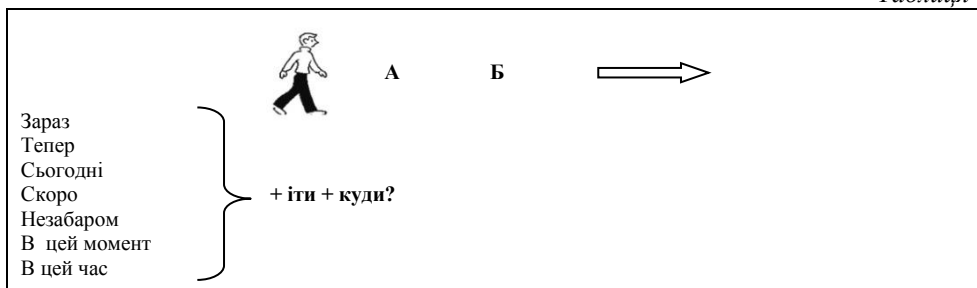 А Б
Зараз
Тепер
Сьогодні
Скоро
+ іти + куди?
Незабаром
В цей момент
В цей час